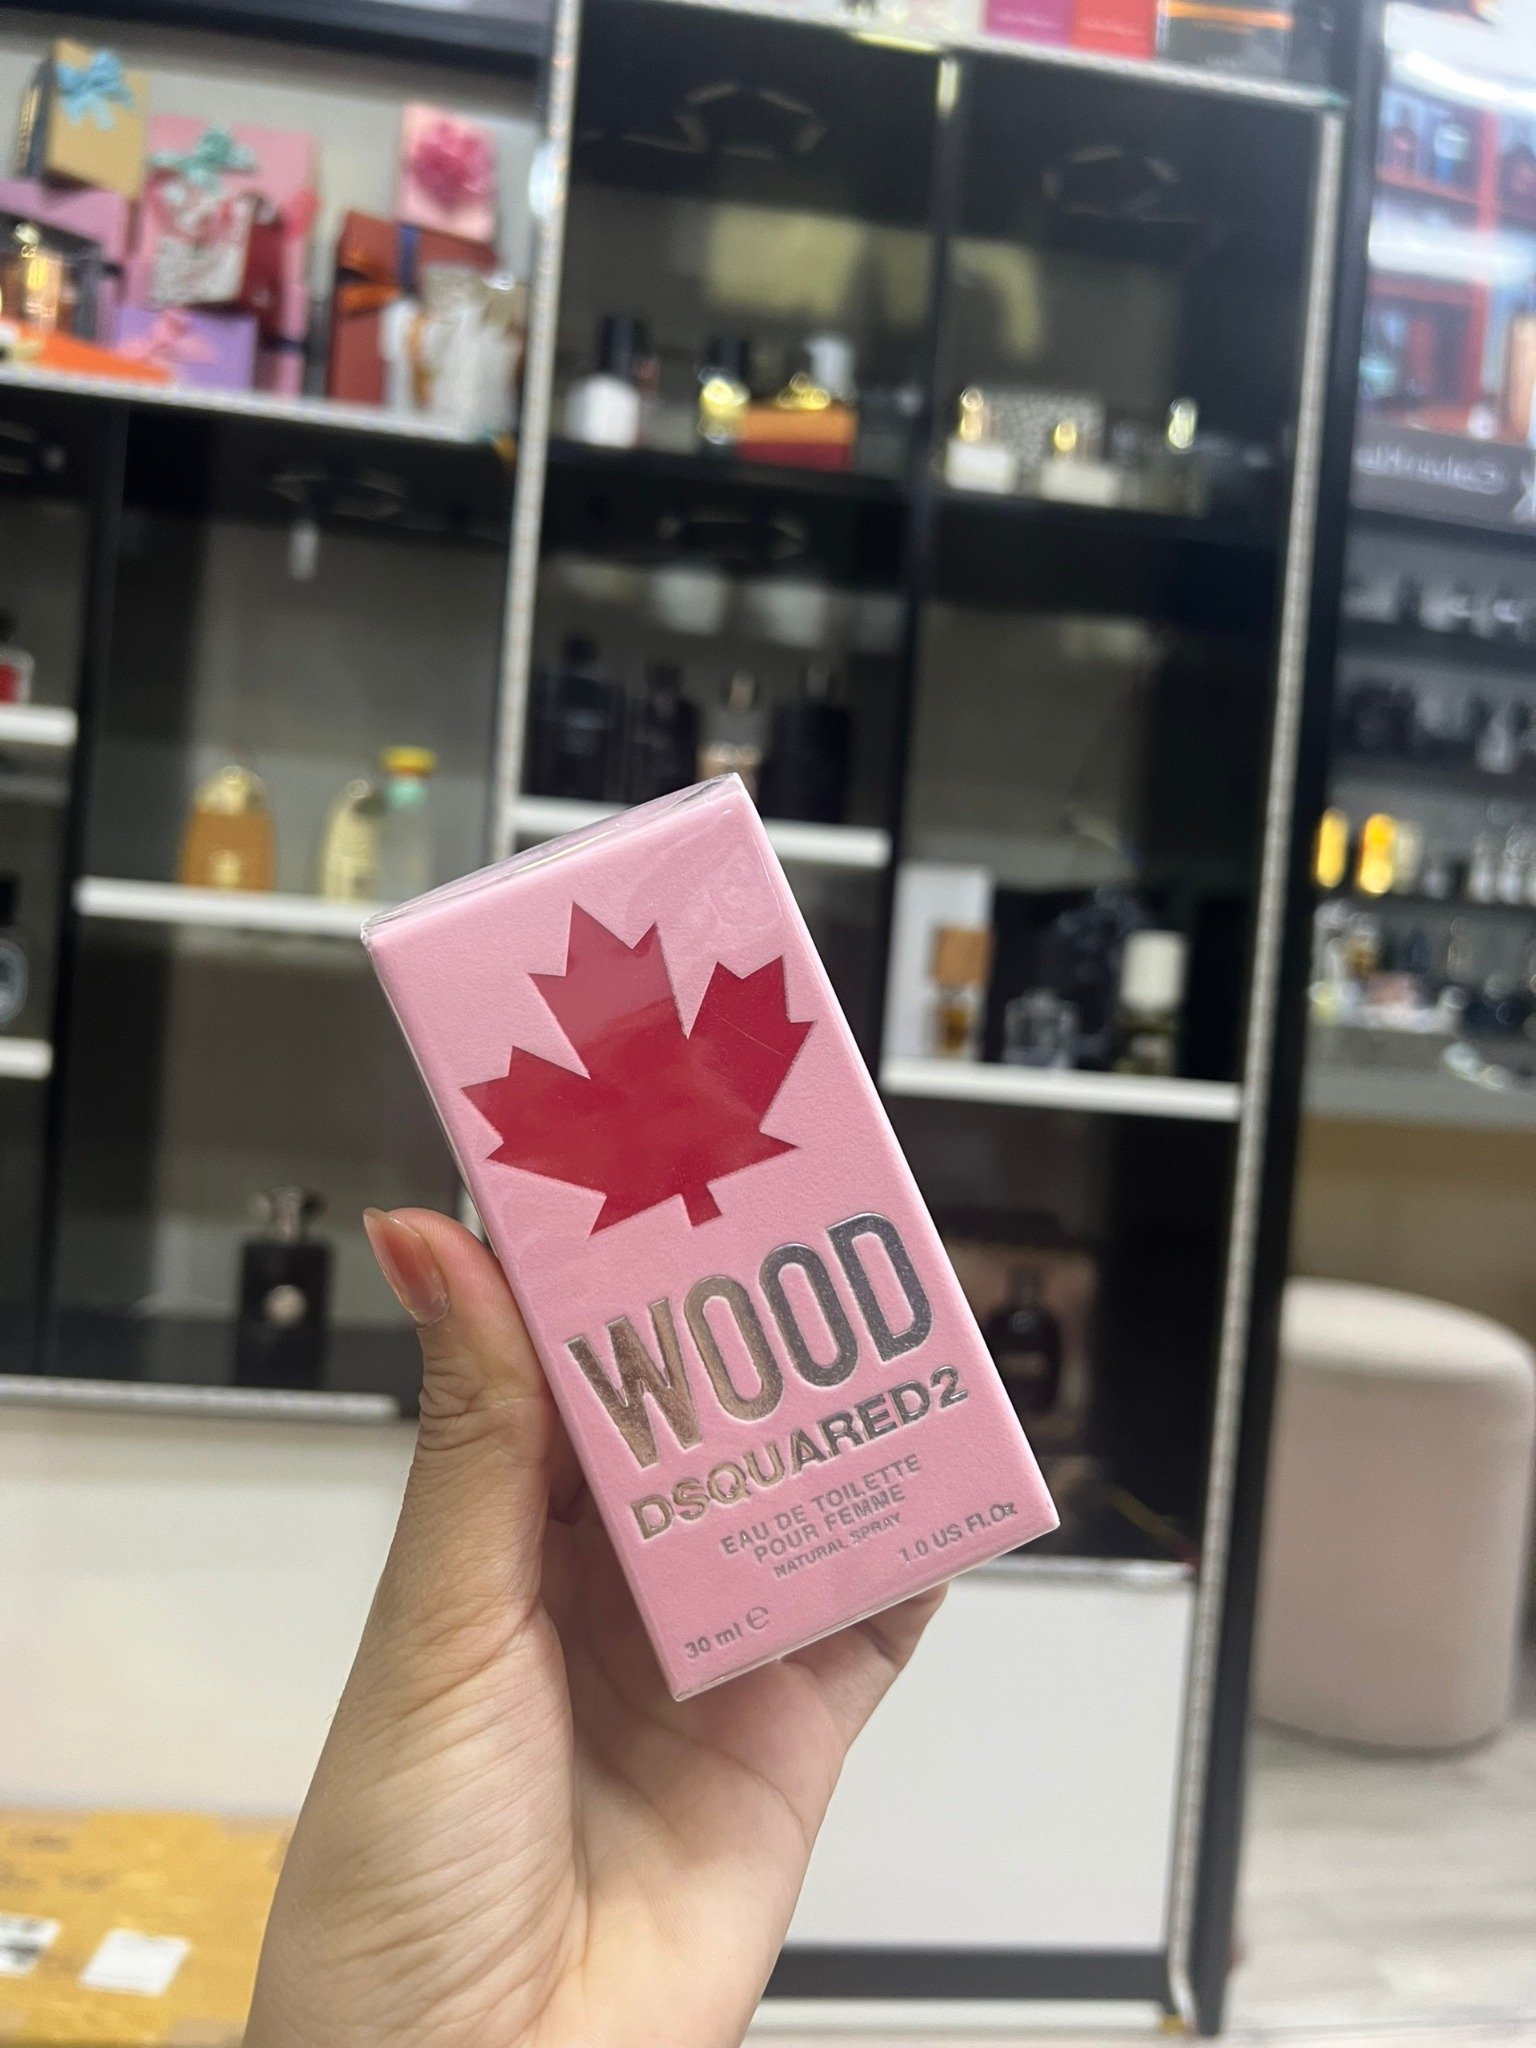 WOOD
DSQUARED2
EAU DE TOILETTE
POUR FEMME
NATURAL SPRAY
30 ml ℮
1.0 US Fl.Oz